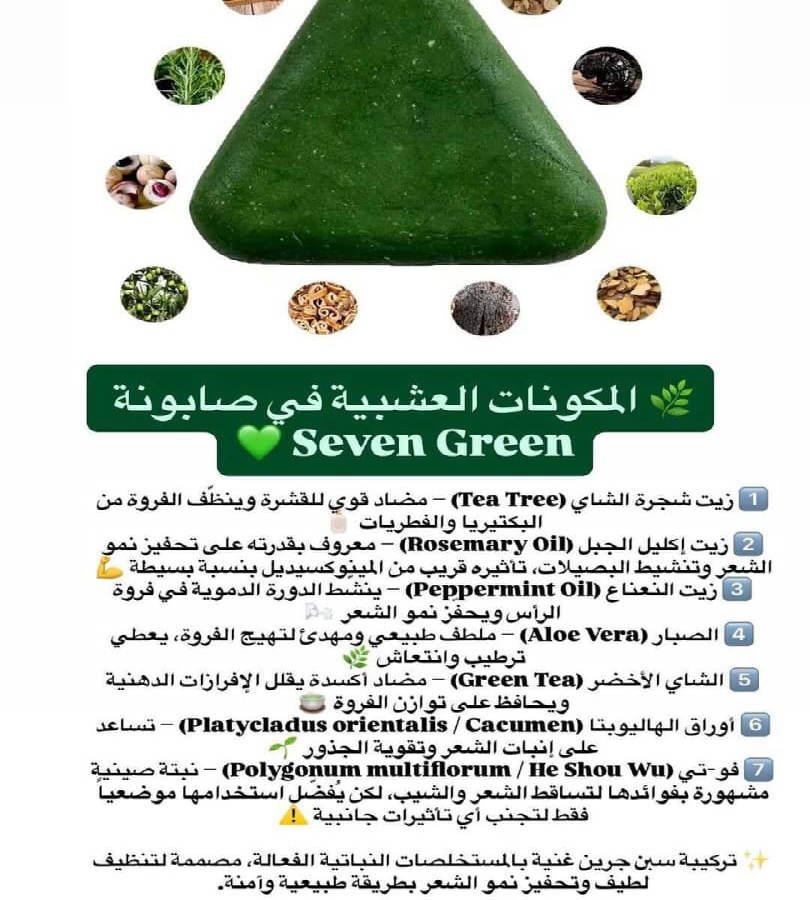 🌿 المكونات العشبية في صابونة
Seven Green 💚
1️⃣ زيت شجرة الشاي (Tea Tree) – مضاد قوي للقشرة وينظّف الفروة من
البكتيريا والفطريات 🧴
2️⃣ زيت إكليل الجبل (Rosemary Oil) – معروف بقدرته على تحفيز نمو
الشعر وتنشيط البصيلات، تأثيره قريب من المينوكسيديل بنسبة بسيطة 💪
3️⃣ زيت النعناع (Peppermint Oil) – ينشّط الدورة الدموية في فروة
الرأس ويحفّز نمو الشعر 🌬️
4️⃣ الصبار (Aloe Vera) – ملطف طبيعي ومهدئ لتهيج الفروة، يعطي
ترطيب وانتعاش 🌿
5️⃣ الشاي الأخضر (Green Tea) – مضاد أكسدة يقلل الإفرازات الدهنية
ويحافظ على توازن الفروة 🍵
6️⃣ أوراق الهاليوبتا (Platycladus orientalis / Cacumen) – تساعد
على إنبات الشعر وتقوية الجذور 🌱
7️⃣ فو-تي (Polygonum multiflorum / He Shou Wu) – نبتة صينية
مشهورة بفوائدها لتساقط الشعر والشيب، لكن يُفضّل استخدامها موضعياً
فقط لتجنب أي تأثيرات جانبية ⚠️
✨ تركيبة سبن جرين غنية بالمستخلصات النباتية الفعالة، مصممة لتنظيف
لطيف وتحفيز نمو الشعر بطريقة طبيعية وآمنة.